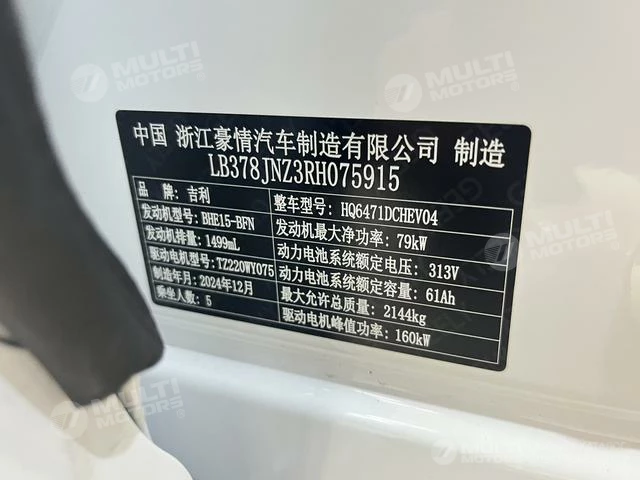 MULTI
MOTORS
MULTI
MOTORS
中国 浙江豪情汽车制造有限公司 制造
LB378JNZ3RH075915
品 牌: 吉利
整车型号: HQ6471DCHEV04
发动机型号: BHE15-BFN
发动机最大净功率: 79kW
发动机排量: 1499mL
动力电池系统额定电压: 313V
驱动电机型号: TZ220WY075
动力电池系统额定容量: 61Ah
制造年月: 2024年12月
最大允许总质量: 2144kg
乘坐人数: 5
驱动电机峰值功率: 160kW
MULTI
MOTORS
MULTI
MOTORS